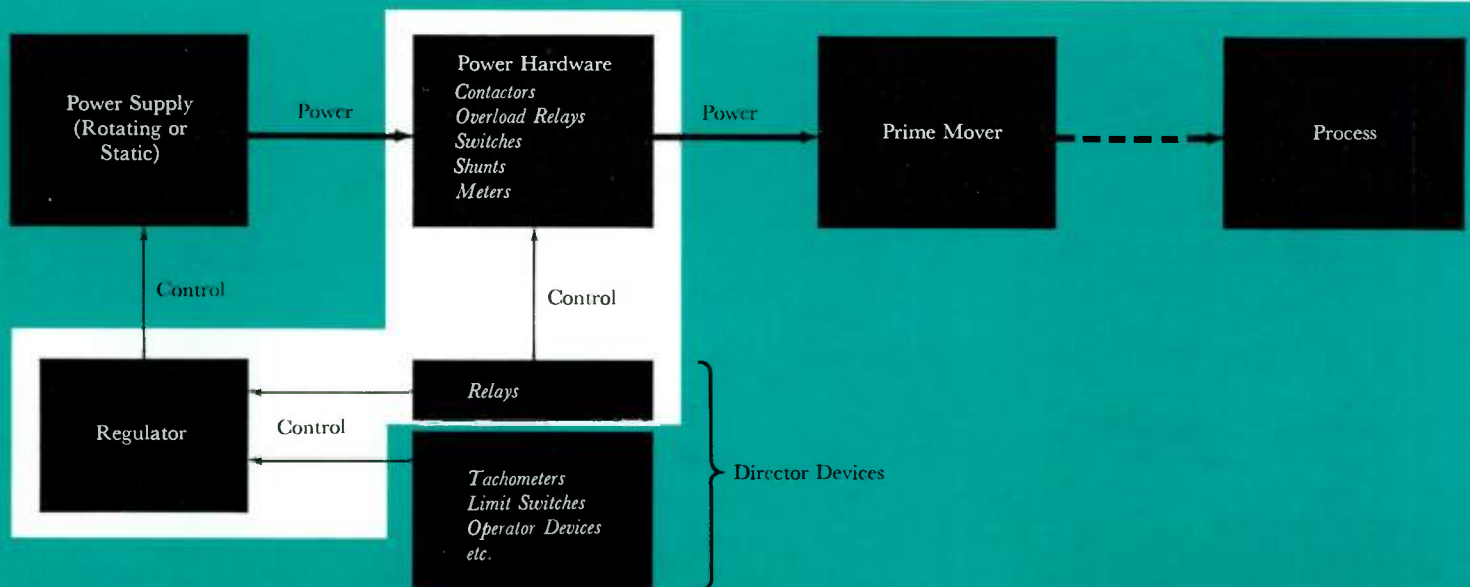 Power Supply
(Rotating or
Static)
Power
Power Hardware
Contactors
Overload Relays
Switches
Shunts
Meters
Power
Prime Mover
Process
Control
Control
Regulator
Control
Relays
Tachometers
Limit Switches
Operator Devices
etc.
Director Devices